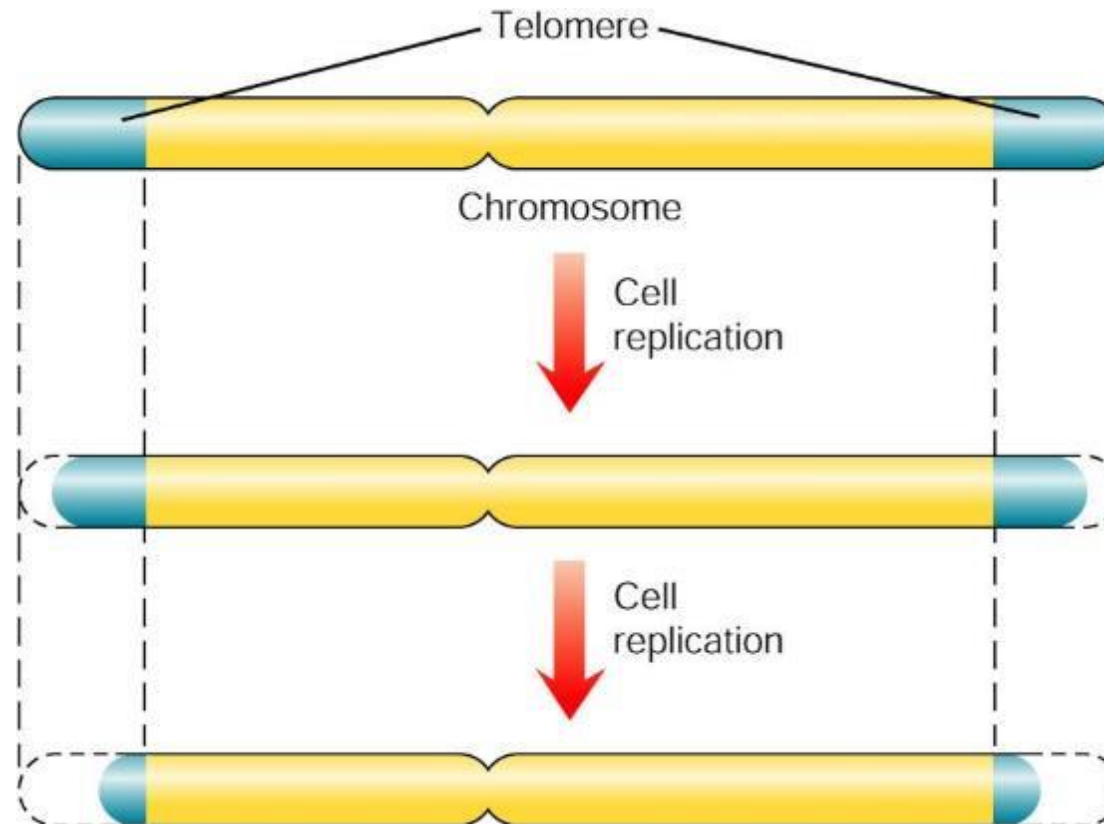 Telomere
Chromosome
Cell
replication
Cell
replication